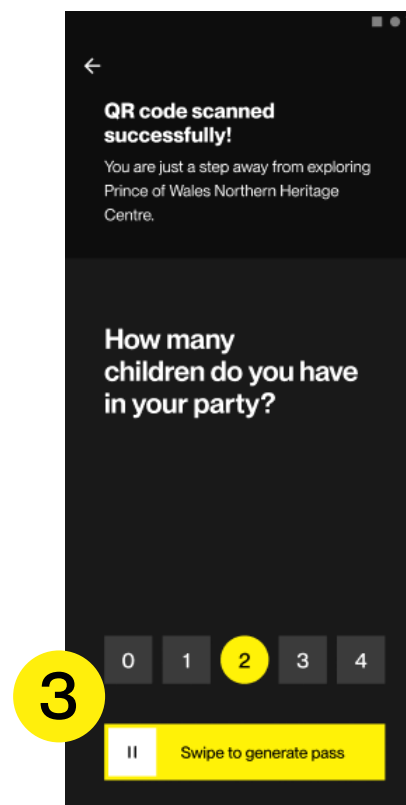 QR code scanned
successfully!
You are just a step away from exploring
Prince of Wales Northern Heritage
Centre.
How many
children do you have
in your party?
0 1 2 3 4
3
Swipe to generate pass